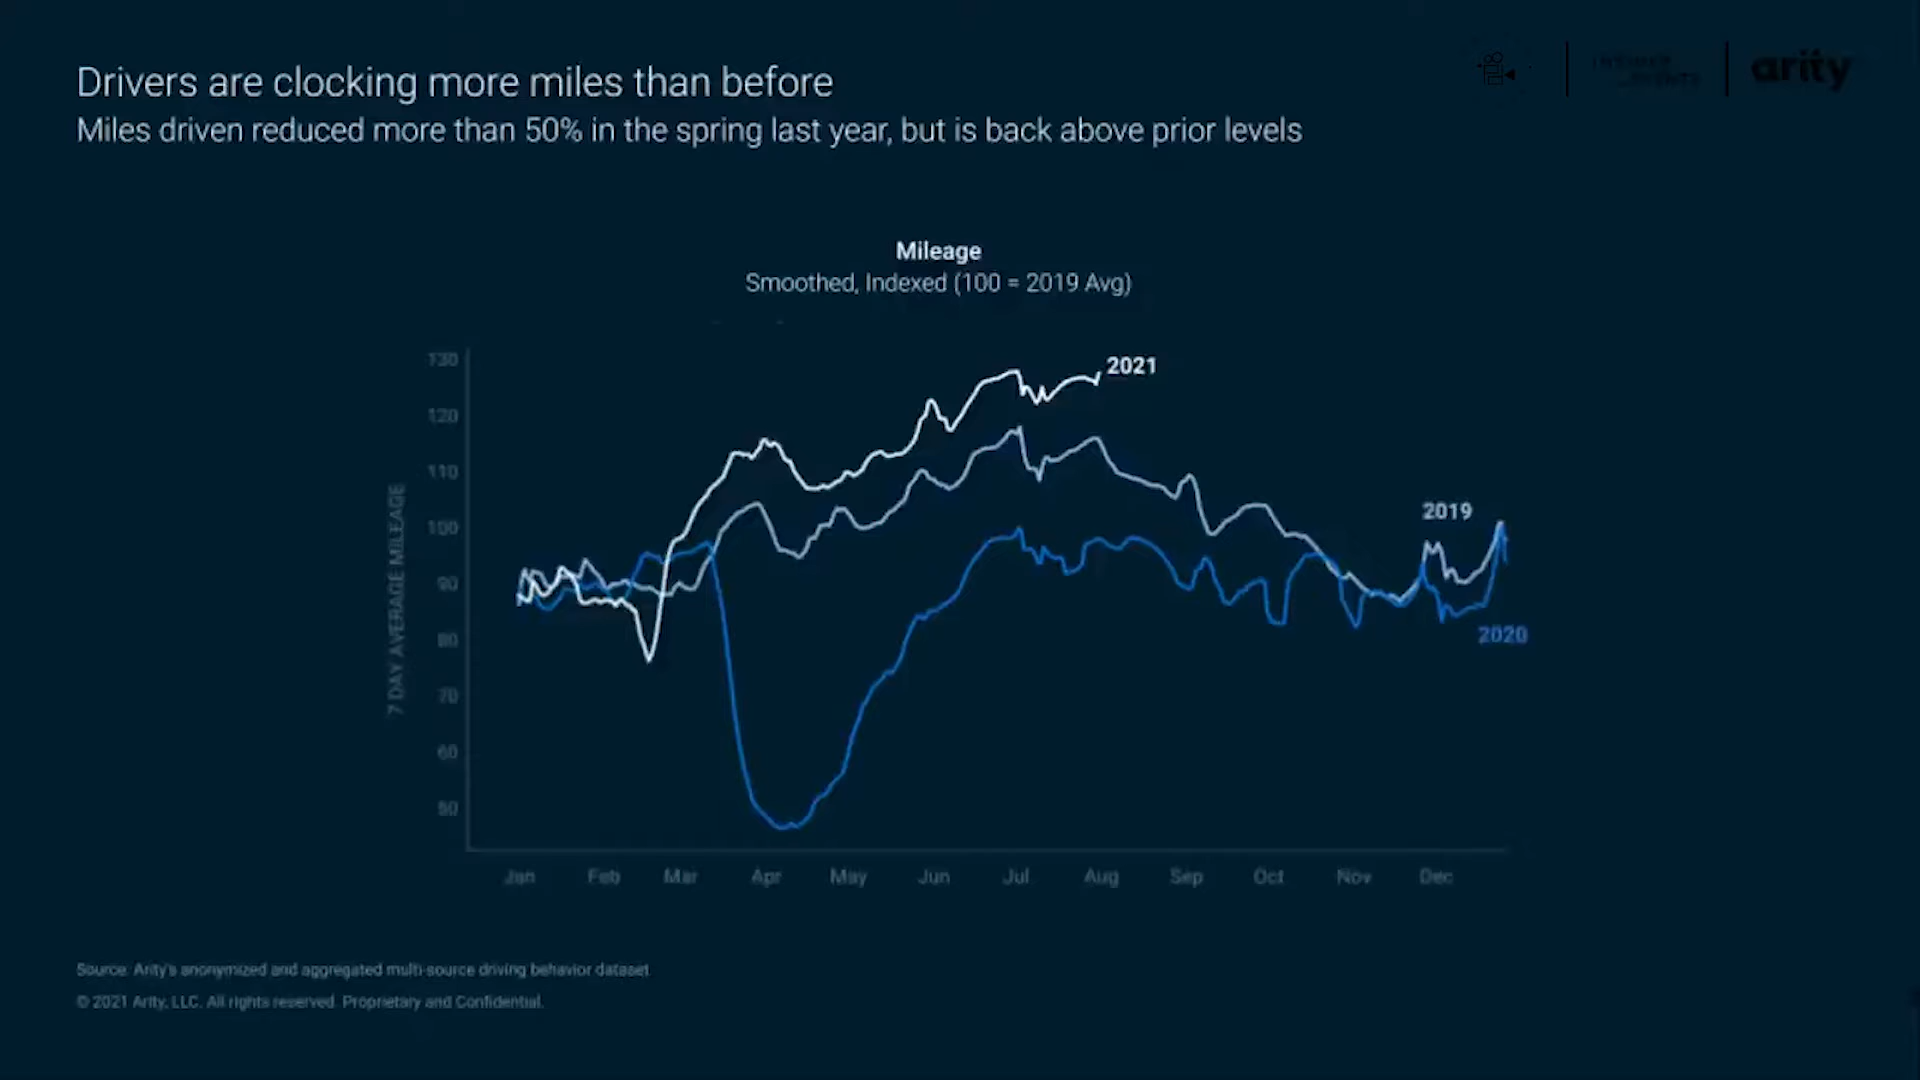 Drivers are clocking more miles than before
Miles driven reduced more than 50% in the spring last year, but is back above prior levels
arity
Mileage
Smoothed, Indexed (100 = 2019 Avg)
7 DAY AVERAGE MILEAGE
130
120
110
100
90
80
70
60
50
2021
2019
2020
Jan Feb Mar Apr May Jun Jul Aug Sep Oct Nov Dec
Source: Arity's anonymized and aggregated multi-source driving behavior dataset
© 2021 Arity, LLC. All rights reserved. Proprietary and Confidential.